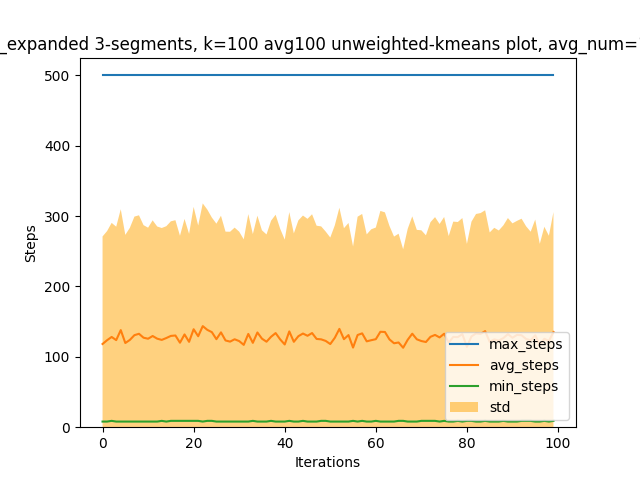 _expanded 3-segments, k=100 avg100 unweighted-kmeans plot, avg_num=
500
400
300
200
100
0
Steps
0 20 40 60 80 100
Iterations
max_steps
avg_steps
min_steps
std